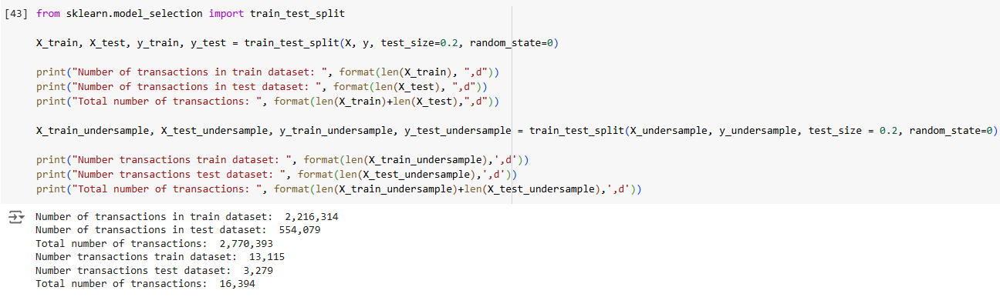 [43] from sklearn.model_selection import train_test_split
X_train, X_test, y_train, y_test = train_test_split(X, y, test_size=0.2, random_state=0)
print("Number of transactions in train dataset: ", format(len(X_train), ",d"))
print("Number of transactions in test dataset: ", format(len(X_test), ",d"))
print("Total number of transactions: ", format(len(X_train)+len(X_test),",d"))
X_train_undersample, X_test_undersample, y_train_undersample, y_test_undersample = train_test_split(X_undersample, y_undersample, test_size = 0.2, random_state=0)
print("Number transactions train dataset: ", format(len(X_train_undersample),',d'))
print("Number transactions test dataset: ", format(len(X_test_undersample),',d'))
print("Total number of transactions: ", format(len(X_train_undersample)+len(X_test_undersample),',d'))
Number of transactions in train dataset:  2,216,314
Number of transactions in test dataset:  554,079
Total number of transactions:  2,770,393
Number transactions train dataset:  13,115
Number transactions test dataset:  3,279
Total number of transactions:  16,394